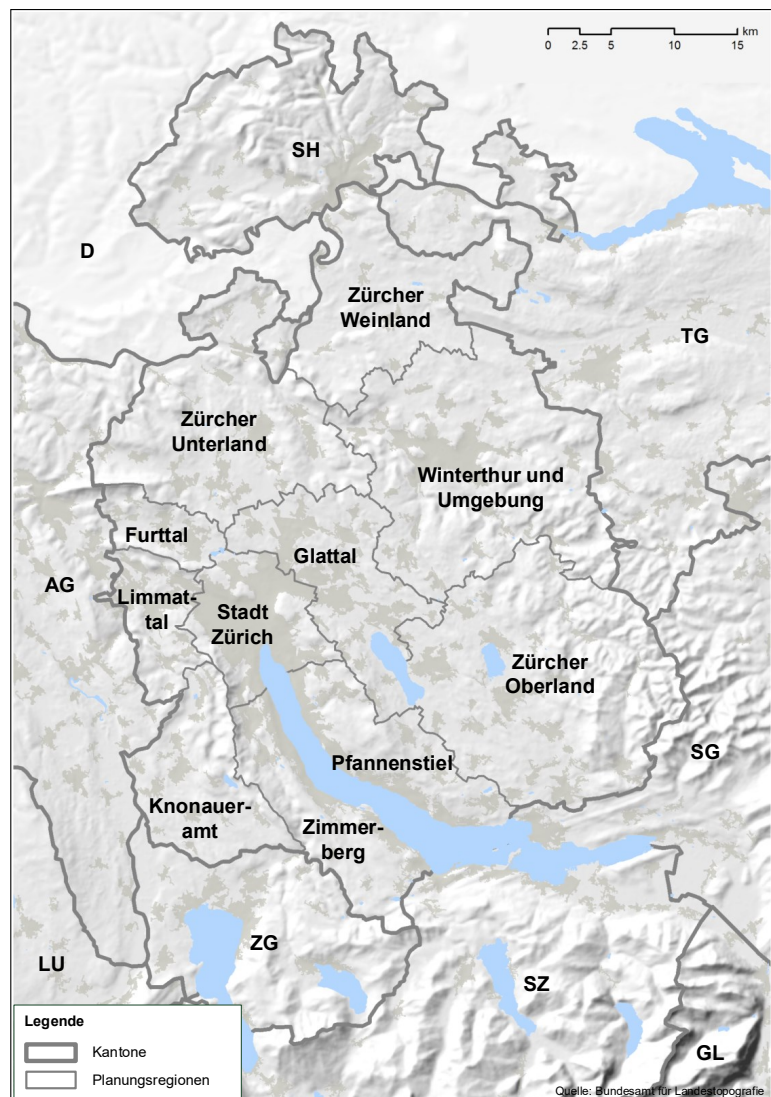 km
0 2.5 5 10 15
SH
D
Zürcher
Weinland
TG
Zürcher
Unterland
Winterthur und
Umgebung
Furttal
Glattal
AG
Limmat-
tal
Stadt
Zürich
Zürcher
Oberland
SG
Pfannenstiel
Knonauer-
amt
Zimmer-
berg
ZG
LU
SZ
GL
Legende
Kantone
Planungsregionen
Quelle: Bundesamt für Landestopografie